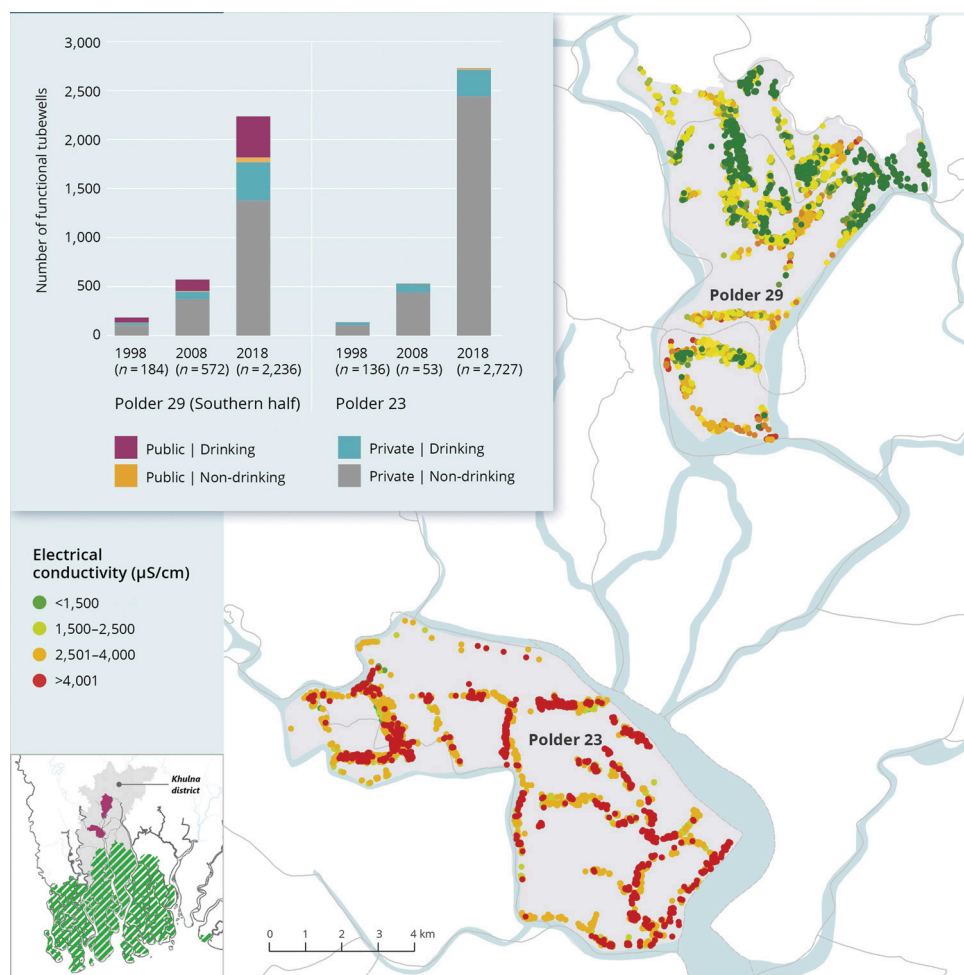 3,000
2,500
2,000
1,500
1,000
500
0
Number of functional tubewells
1998 2008 2018 1998 2008 2018
(n = 184) (n = 572) (n = 2,236) (n = 136) (n = 53) (n = 2,727)
Polder 29 (Southern half) Polder 23
Public | Drinking Private | Drinking
Public | Non-drinking Private | Non-drinking
Polder 29
Electrical
conductivity (µS/cm)
<1,500
1,500–2,500
2,501–4,000
>4,001
Polder 23
Khulna
district
0 1 2 3 4 km